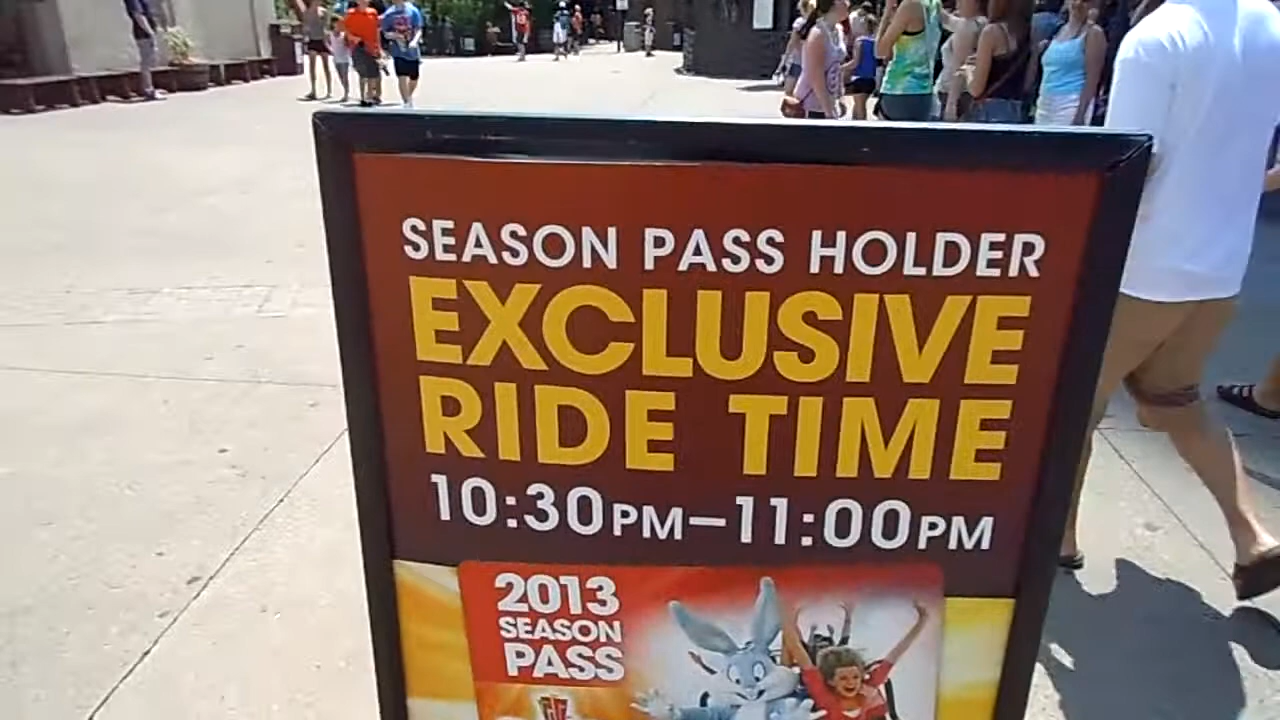 SEASON PASS HOLDER
EXCLUSIVE
RIDE TIME
10:30PM–11:00PM
2013
SEASON
PASS